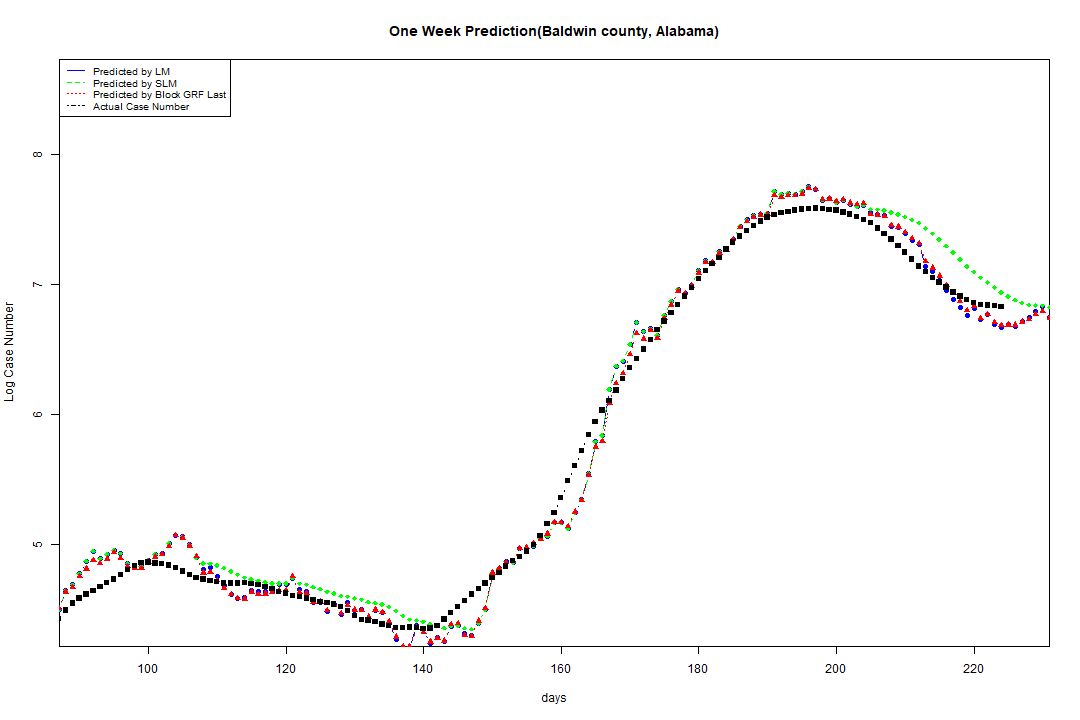 One Week Prediction(Baldwin county, Alabama)
Predicted by LM
Predicted by SLM
Predicted by Block GRF Last
Actual Case Number
Log Case Number
8
7
6
5
100 120 140 160 180 200 220
days